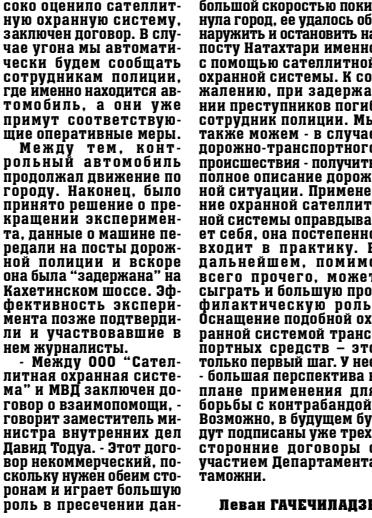 соко оценило сателлит-
ную охранную систему,
заключен договор. В слу-
чае угона мы автомати-
чески будем сообщать
сотрудникам полиции,
где именно находится ав-
томобиль, а они уже
примут соответствую-
щие оперативные меры.
Между тем, конт-
рольный автомобиль
продолжал движение по
городу. Наконец, было
принято решение о пре-
кращении эксперимен-
та, данные о машине пе-
редали на посты дорож-
ной полиции и вскоре
она была “задержана” на
Кахетинском шоссе. Эф-
фективность экспери-
мента позже подтверди-
ли и участвовавшие в
нем журналисты.
- Между ООО “Сател-
литная охранная систе-
ма” и МВД заключен до-
говор о взаимопомощи, -
говорит заместитель ми-
нистра внутренних дел
Давид Тодуа. - Этот дого-
вор некоммерческий, по-
скольку нужен обеим сто-
ронам и играет большую
роль в пресечении дан-
большой скоростью поки
нула город, ее удалось об
наружить и остановить на
посту Натахтари именно
с помощью сателлитной
охранной системы. К со
жалению, при задержа
нии преступников погиб
сотрудник полиции. Мы
также можем - в случае
дорожно-транспортного
происшествия - получить
полное описание дорож
ной ситуации. Примене
ние охранной сателлит
ной системы оправдыва
ет себя, она постепенно
входит в практику. В
дальнейшем, помимо
всего прочего, может
сыграть и большую про
филактическую роль.
Оснащение подобной ох
ранной системой транс
портных средств – это
только первый шаг. У нее
- большая перспектива в
плане применения для
борьбы с контрабандой.
Возможно, в будущем бу
дут подписаны уже трех
сторонние договоры с
участием Департамента
таможни.
Леван ГАЧЕЧИЛАДЗЕ